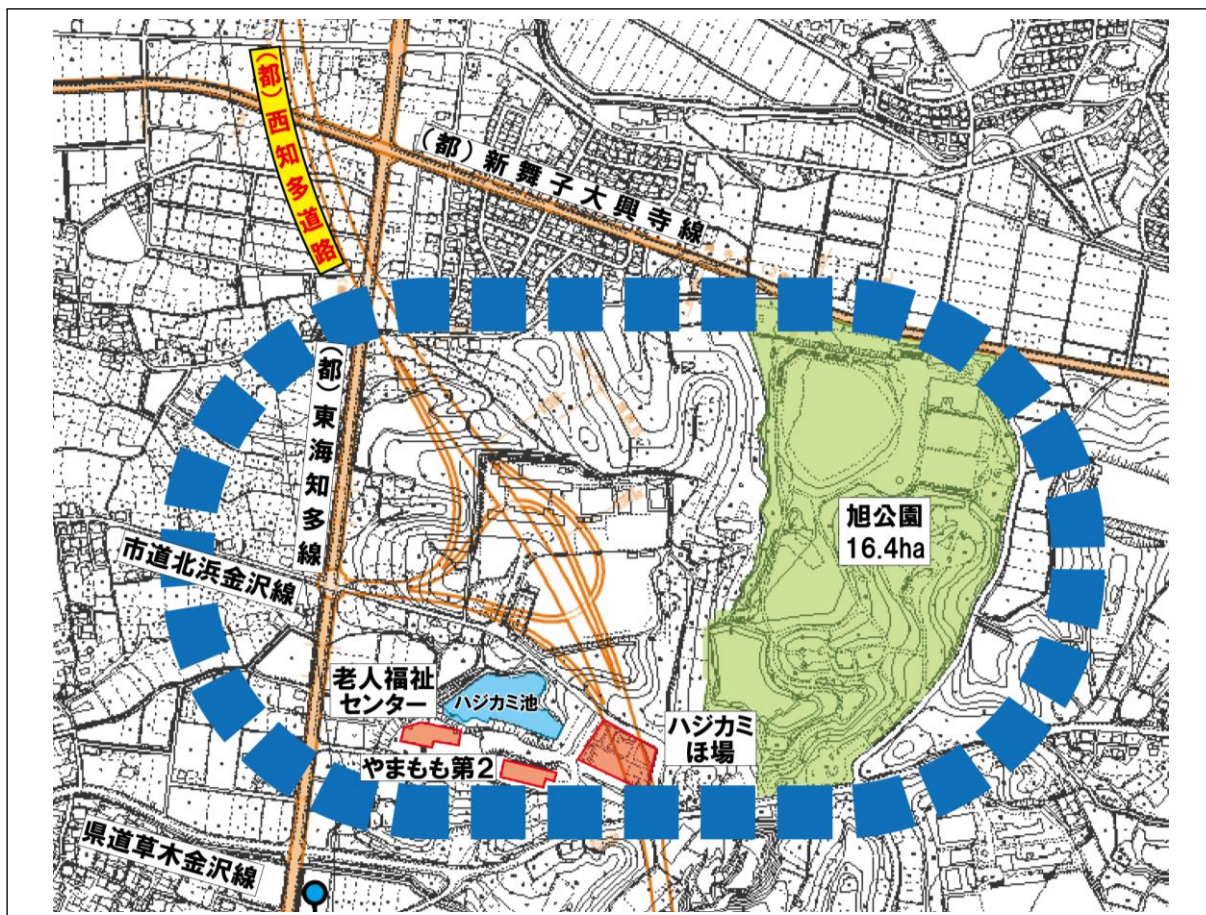 (都)西知多道路
(都)新舞子大興寺線
(都)東海知多線
旭公園
16.4ha
市道北浜金沢線
老人福祉
センター
ハジカミ池
ハジカミ
ほ場
やまもも第2
県道草木金沢線